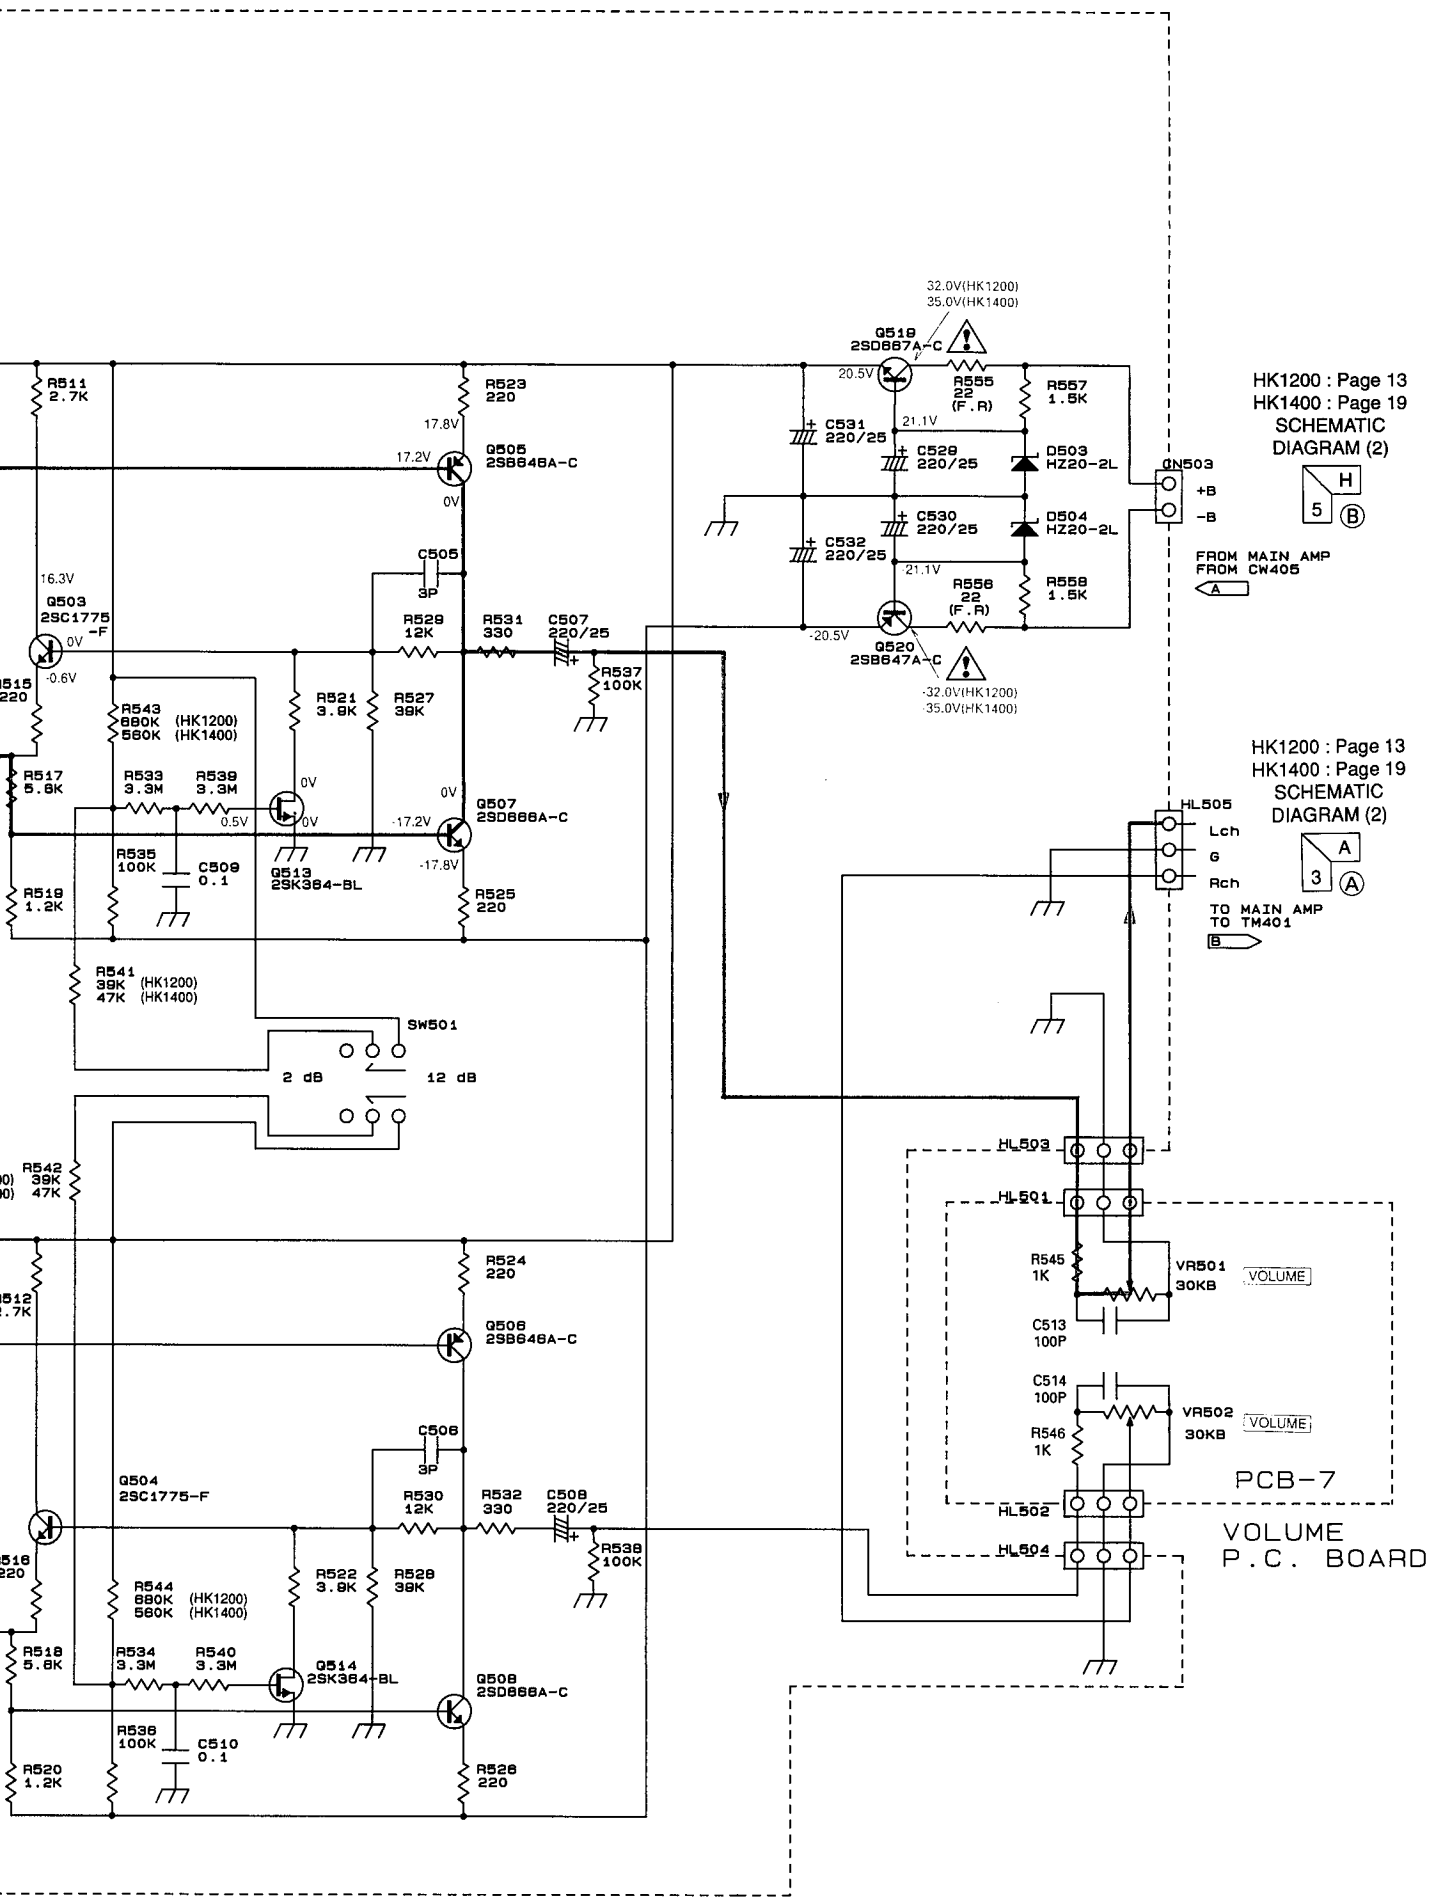 32.0V(HK1200)
35.0V(HK1400)
Q519
2SD667A-C
20.5V
R511
2.7K
R523
220
R555
22
(F.R)
R557
1.5K
HK1200 : Page 13
HK1400 : Page 19
SCHEMATIC
DIAGRAM (2)
H
5
B
17.8V
17.2V
Q505
2SB648A-C
0V
C531
220/25
21.1V
C529
220/25
D503
HZ20-2L
CN503
+B
-B
C530
220/25
D504
HZ20-2L
C532
220/25
-21.1V
FROM MAIN AMP
FROM CW405
A
C505
3P
16.3V
Q503
2SC1775
-F
0V
-0.6V
R529
12K
R531
330
C507
220/25
R537
100K
R556
22
(F.R)
R558
1.5K
-20.5V
Q520
2SB647A-C
-32.0V(HK1200)
-35.0V(HK1400)
R515
220
R543
680K (HK1200)
560K (HK1400)
R521
3.9K
R527
39K
R517
5.6K
R533
3.3M
R539
3.3M
0.5V
0V
0V
0V
Q507
2SD668A-C
-17.2V
-17.8V
HK1200 : Page 13
HK1400 : Page 19
SCHEMATIC
DIAGRAM (2)
A
3
A
HL505
Lch
G
Rch
TO MAIN AMP
TO TM401
B
R535
100K
C509
0.1
Q513
2SK364-BL
R519
1.2K
R525
220
R541
39K (HK1200)
47K (HK1400)
SW501
2 dB
12 dB
HL503
HL501
R542
39K
47K
R545
1K
VR501
30KB
VOLUME
C513
100P
R524
220
R512
2.7K
Q506
2SB648A-C
C514
100P
VR502
30KB
VOLUME
R546
1K
PCB-7
C506
3P
Q504
2SC1775-F
R530
12K
R532
330
C508
220/25
R538
100K
HL502
HL504
VOLUME
P.C. BOARD
R516
220
R544
680K (HK1200)
560K (HK1400)
R522
3.9K
R528
39K
R518
5.6K
R534
3.3M
R540
3.3M
Q514
2SK364-BL
Q508
2SD668A-C
R536
100K
C510
0.1
R520
1.2K
R526
220